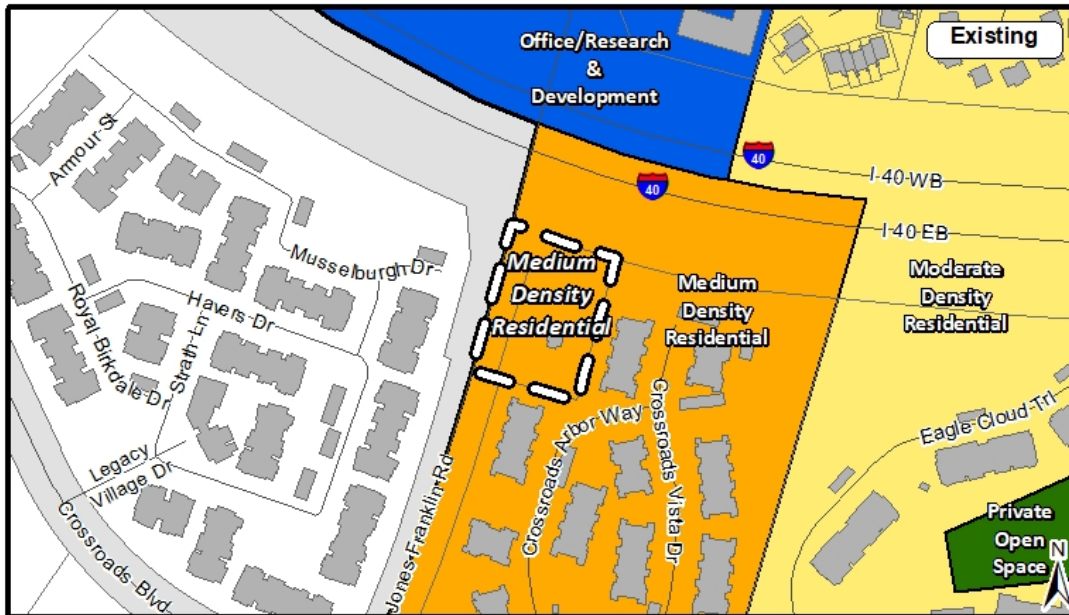 Existing
Office/Research
&
Development
40
40
I-40 WB
I-40 EB
Armour St
Musselburgh Dr
Havers Dr
Strath Ln
Royal Birkdale Dr
Legacy
Village Dr
Crossroads Blvd
Jones Franklin Rd
Medium
Density
Residential
Medium
Density
Residential
Moderate
Density
Residential
Crossroads Arbor Way
Crossroads Vista Dr
Eagle Cloud Trl
Private
Open
Space
N